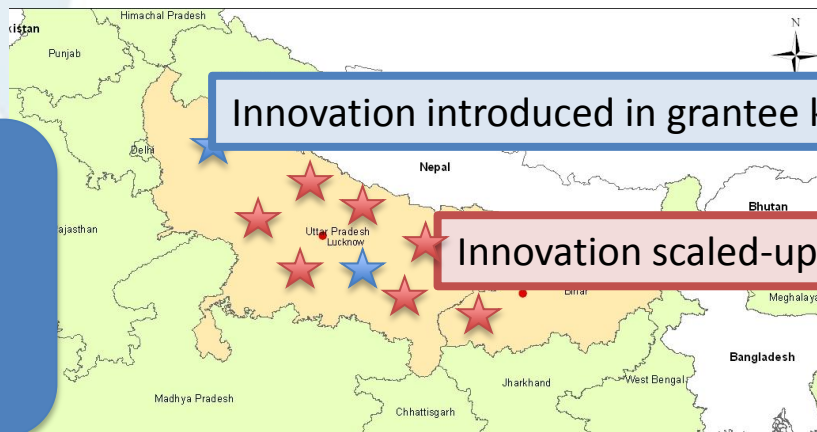 Himachal Pradesh
kistan
N
Punjab
Innovation introduced in grantee
Delhi
Nepal
Bhutan
ajasthan
Uttar Pradesh
Lucknow
Innovation scaled-up
Bihar
Meghalaya
Bangladesh
Jharkhand
West Bengal
Madhya Pradesh
Chhattisgarh